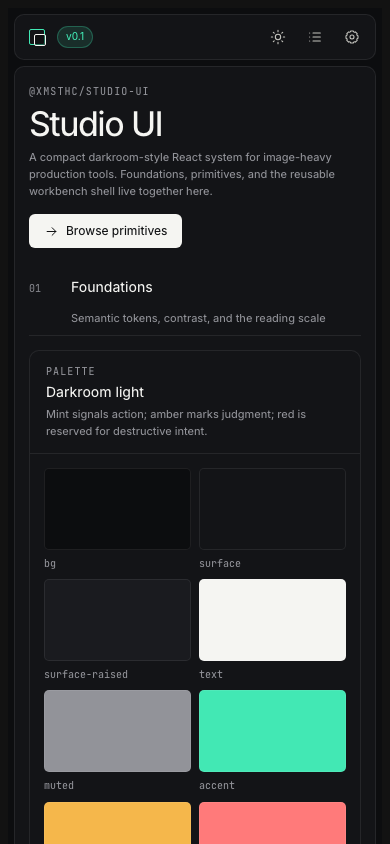 v0.1
@XMSTHC/STUDIO-UI
Studio UI
A compact darkroom-style React system for image-heavy
production tools. Foundations, primitives, and the reusable
workbench shell live together here.
Browse primitives
01
Foundations
Semantic tokens, contrast, and the reading scale
PALETTE
Darkroom light
Mint signals action; amber marks judgment; red is
reserved for destructive intent.
bg
surface
surface-raised
text
muted
accent